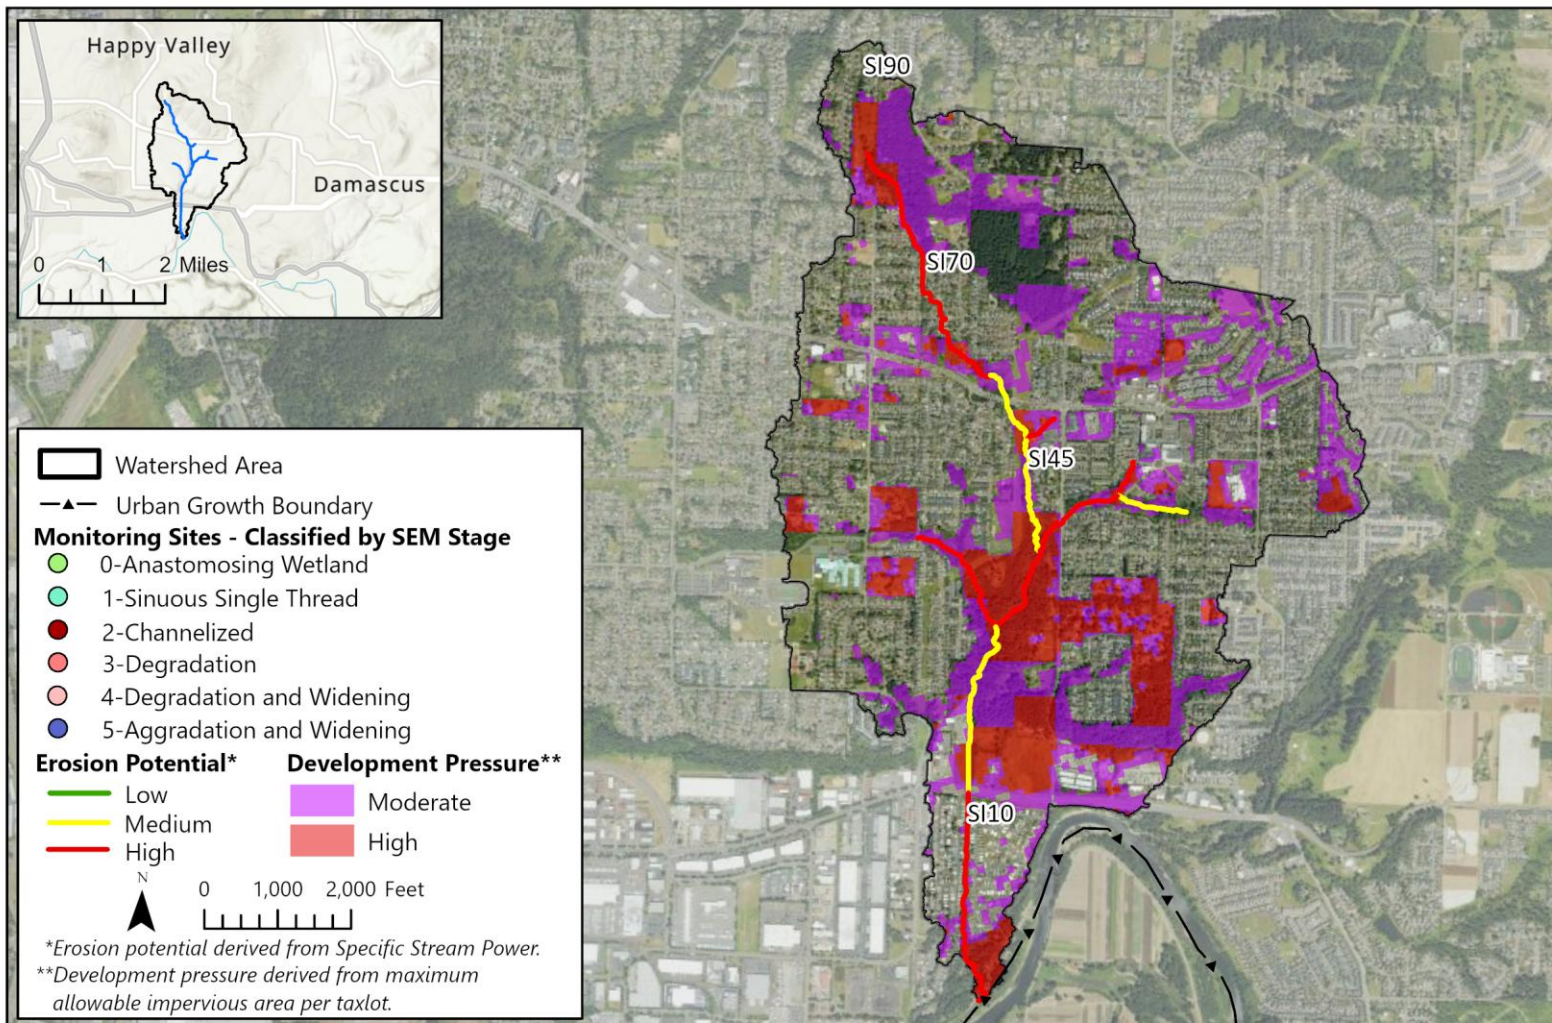 Happy Valley
Damascus
0 1 2 Miles
SI90
SI70
SI45
SI10
Watershed Area
Urban Growth Boundary
Monitoring Sites - Classified by SEM Stage
0-Anastomosing Wetland
1-Sinuous Single Thread
2-Channelized
3-Degradation
4-Degradation and Widening
5-Aggradation and Widening
Erosion Potential* Development Pressure**
Low
Medium
High
Moderate
High
N
0 1,000 2,000 Feet
*Erosion potential derived from Specific Stream Power.
**Development pressure derived from maximum
allowable impervious area per taxlot.